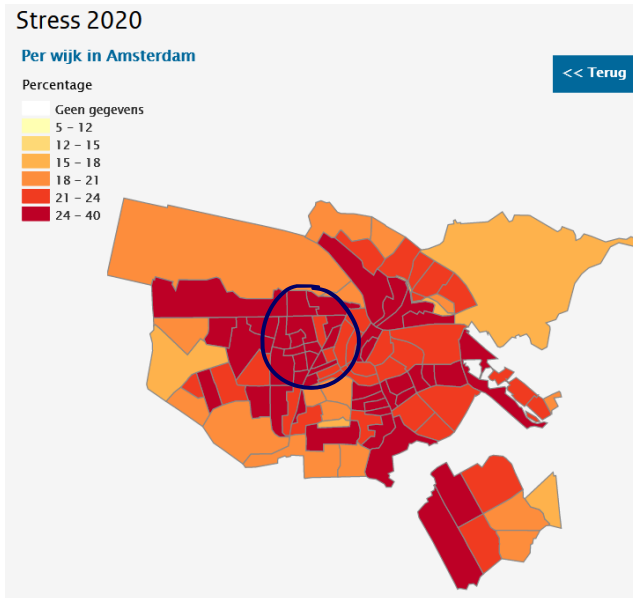 Stress 2020
Per wijk in Amsterdam
<< Terug
Percentage
Geen gegevens
5 – 12
12 – 15
15 – 18
18 – 21
21 – 24
24 – 40